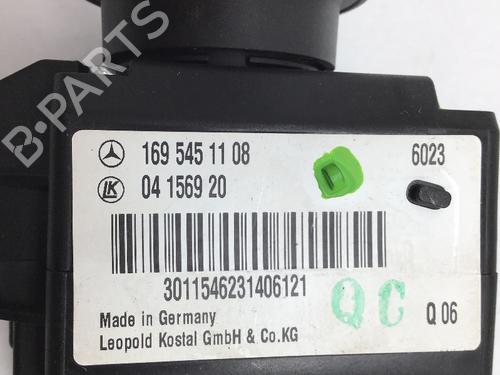 B-PARTS
169 545 11 08
6023
LK
04 1569 20
3011546231406121
QC
Made in Germany
Q 06
Leopold Kostal GmbH & Co.KG